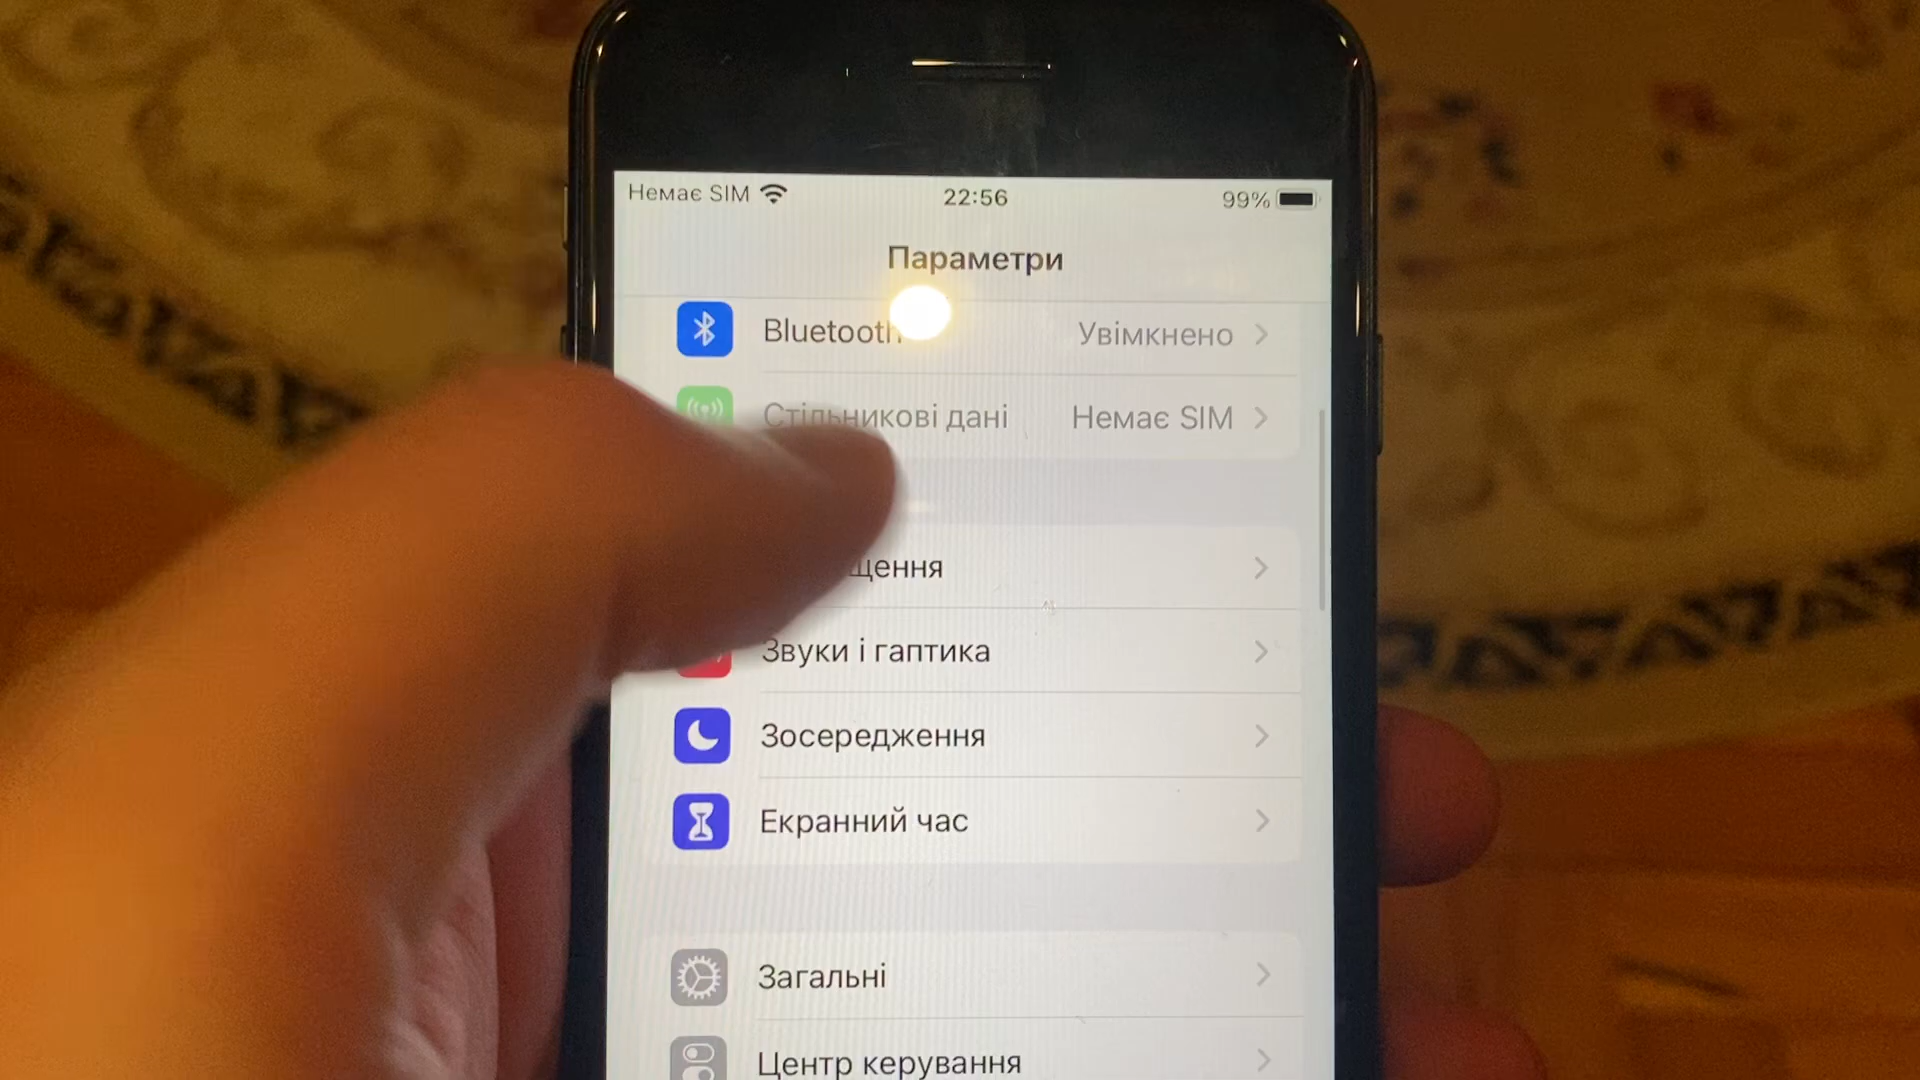 Немає SIM 22:56 99%
Параметри
Bluetooth Увімкнено
Стільникові дані Немає SIM
Звуки і гаптика
Зосередження
Екранний час
Загальні
Центр керування